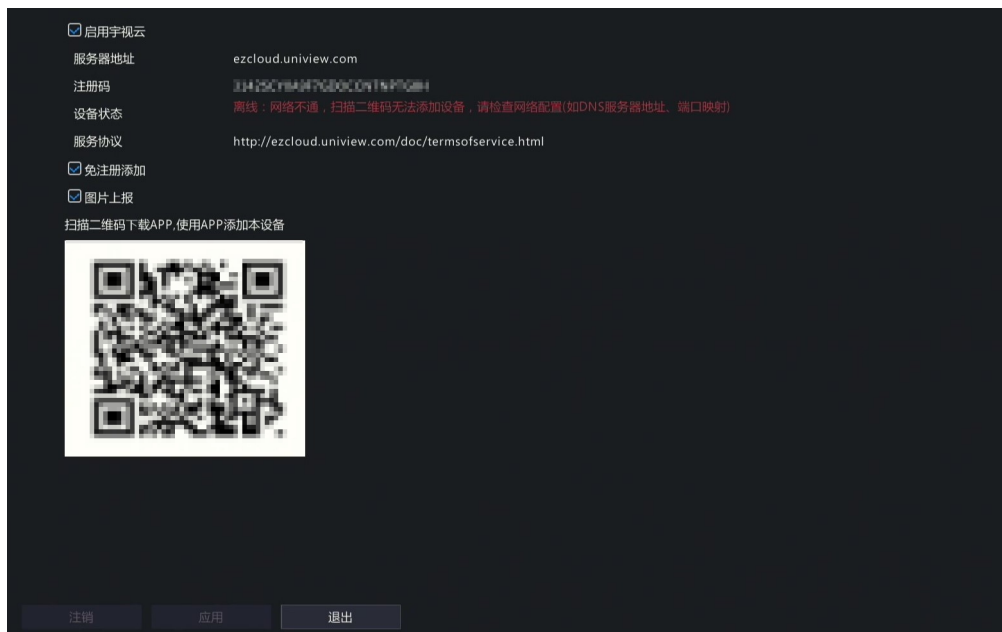 启用宇视云
服务器地址 ezcloud.uniview.com
注册码
设备状态 离线：网络不通，扫描二维码无法添加设备，请检查网络配置(如DNS服务器地址、端口映射)
服务协议 http://ezcloud.uniview.com/doc/termsofservice.html
免注册添加
图片上报
扫描二维码下载APP,使用APP添加本设备
注销 应用 退出